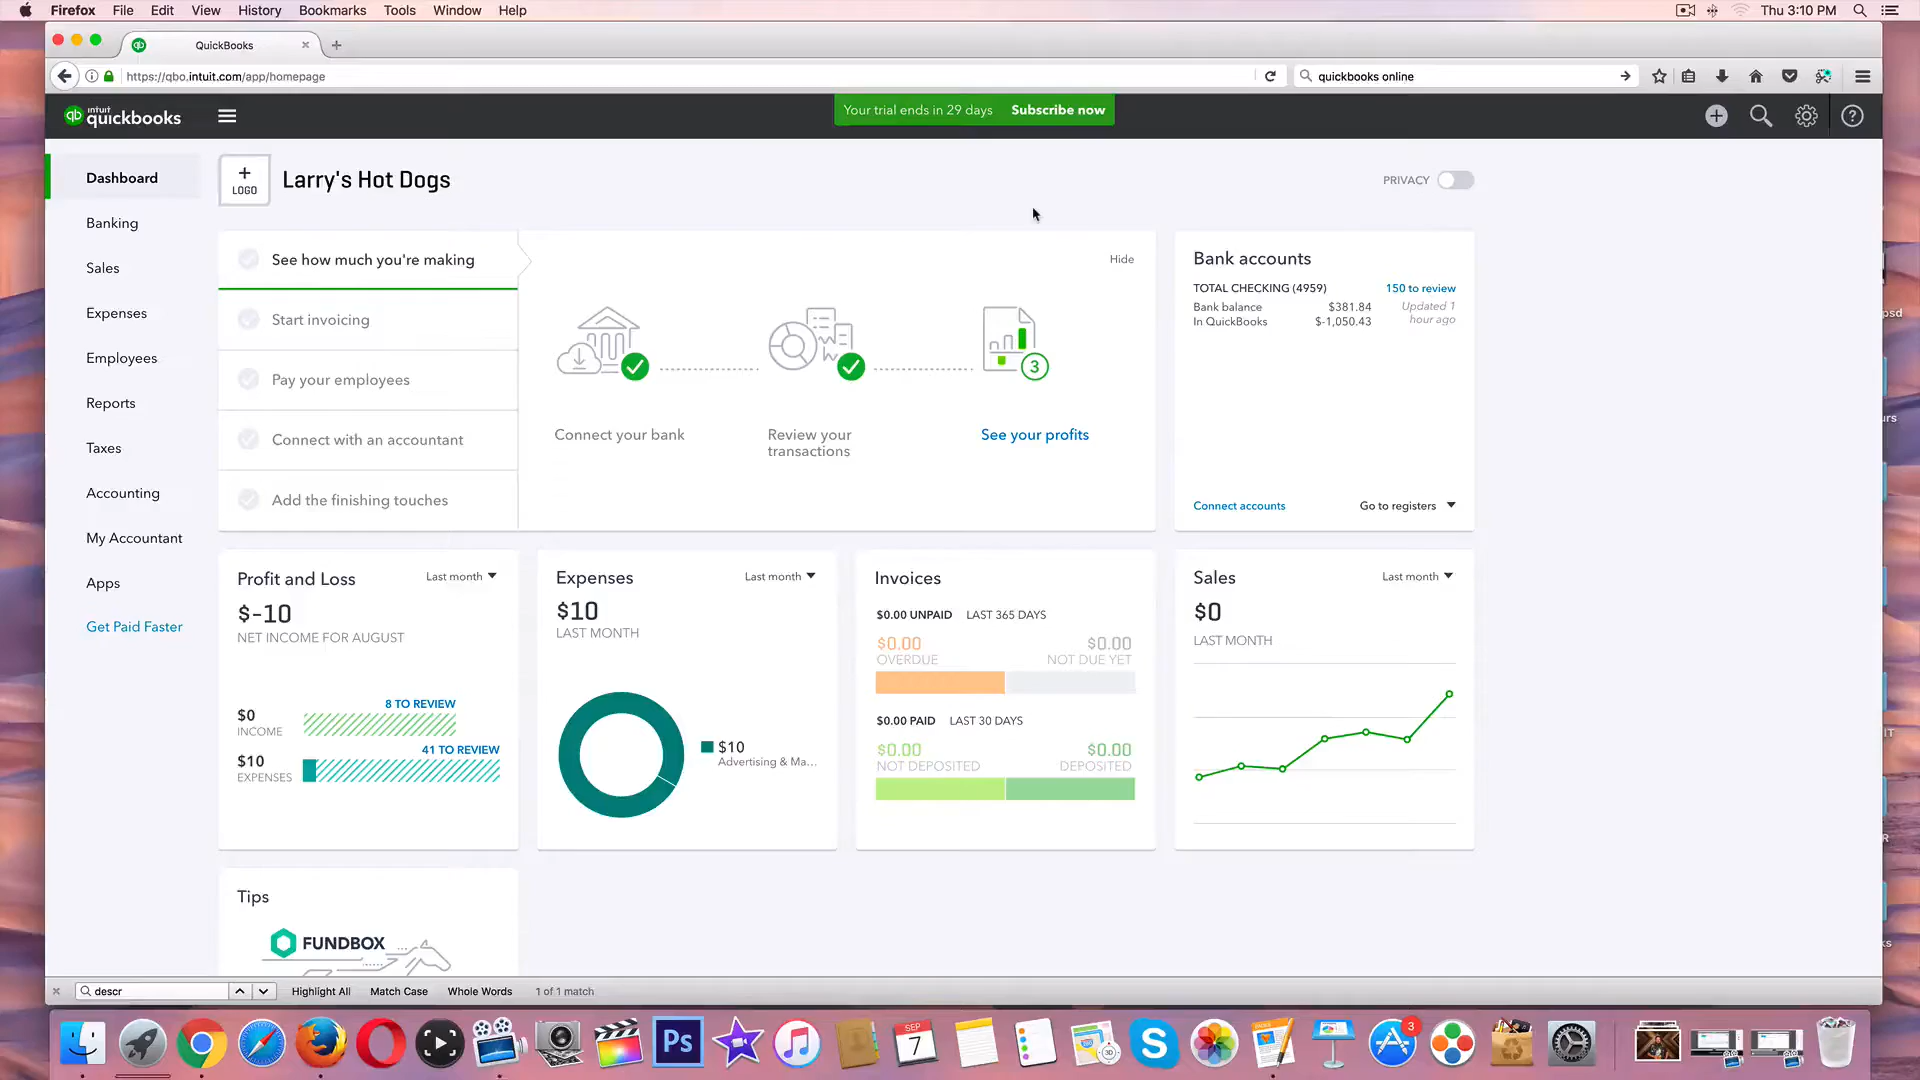 Firefox File Edit View History Bookmarks Tools Window Help
Thu 3:10 PM
QuickBooks
https://qbo.intuit.com/app/homepage
quickbooks online
intuit
quickbooks
Your trial ends in 29 days Subscribe now
Dashboard
Banking
Sales
Expenses
Employees
Reports
Taxes
Accounting
My Accountant
Apps
Get Paid Faster
+
LOGO
Larry's Hot Dogs
PRIVACY
See how much you're making
Start invoicing
Pay your employees
Connect with an accountant
Add the finishing touches
Hide
3
Connect your bank
Review your
transactions
See your profits
Bank accounts
TOTAL CHECKING (4959) 150 to review
Bank balance $381.84 Updated 1
In QuickBooks $-1,050.43 hour ago
Connect accounts Go to registers
Profit and Loss Last month
$-10
NET INCOME FOR AUGUST
8 TO REVIEW
$0
INCOME
41 TO REVIEW
$10
EXPENSES
Expenses Last month
$10
LAST MONTH
$10
Advertising & Ma...
Invoices
$0.00 UNPAID LAST 365 DAYS
$0.00 $0.00
OVERDUE NOT DUE YET
$0.00 PAID LAST 30 DAYS
$0.00 $0.00
NOT DEPOSITED DEPOSITED
Sales Last month
$0
LAST MONTH
Tips
FUNDBOX
descr Highlight All Match Case Whole Words 1 of 1 match
psd
urs
IT
R
ks
Ps
SEP
7
3